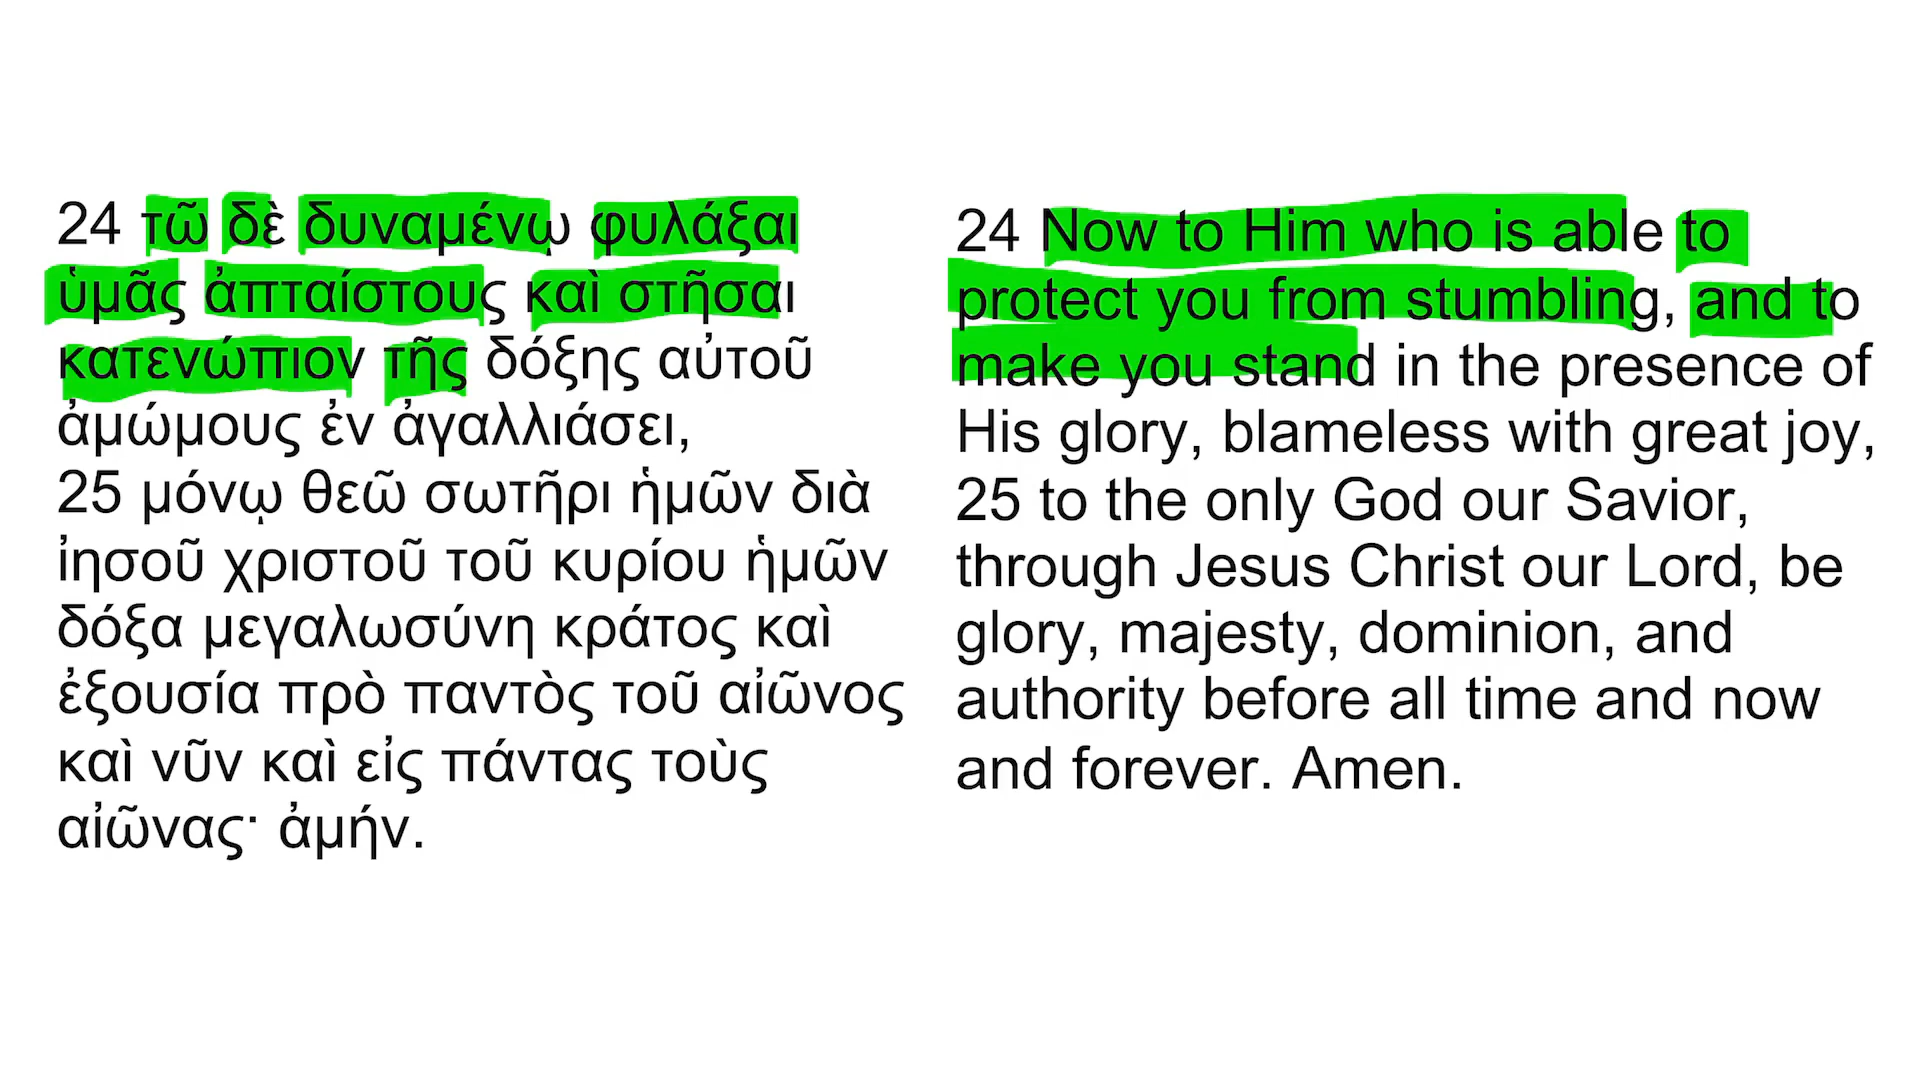 24 τῶ δὲ δυναμένῳ φυλάξαι
ὑμᾶς ἀπταίστους καὶ στῆσαι
κατενώπιον τῆς δόξης αὐτοῦ
ἀμώμους ἐν ἀγαλλιάσει,
25 μόνῳ θεῶ σωτῆρι ἡμῶν διὰ
ἰησοῦ χριστοῦ τοῦ κυρίου ἡμῶν
δόξα μεγαλωσύνη κράτος καὶ
ἐξουσία πρὸ παντὸς τοῦ αἰῶνος
καὶ νῦν καὶ εἰς πάντας τοὺς
αἰῶνας· ἀμήν.
24 Now to Him who is able to
protect you from stumbling, and to
make you stand in the presence of
His glory, blameless with great joy,
25 to the only God our Savior,
through Jesus Christ our Lord, be
glory, majesty, dominion, and
authority before all time and now
and forever. Amen.